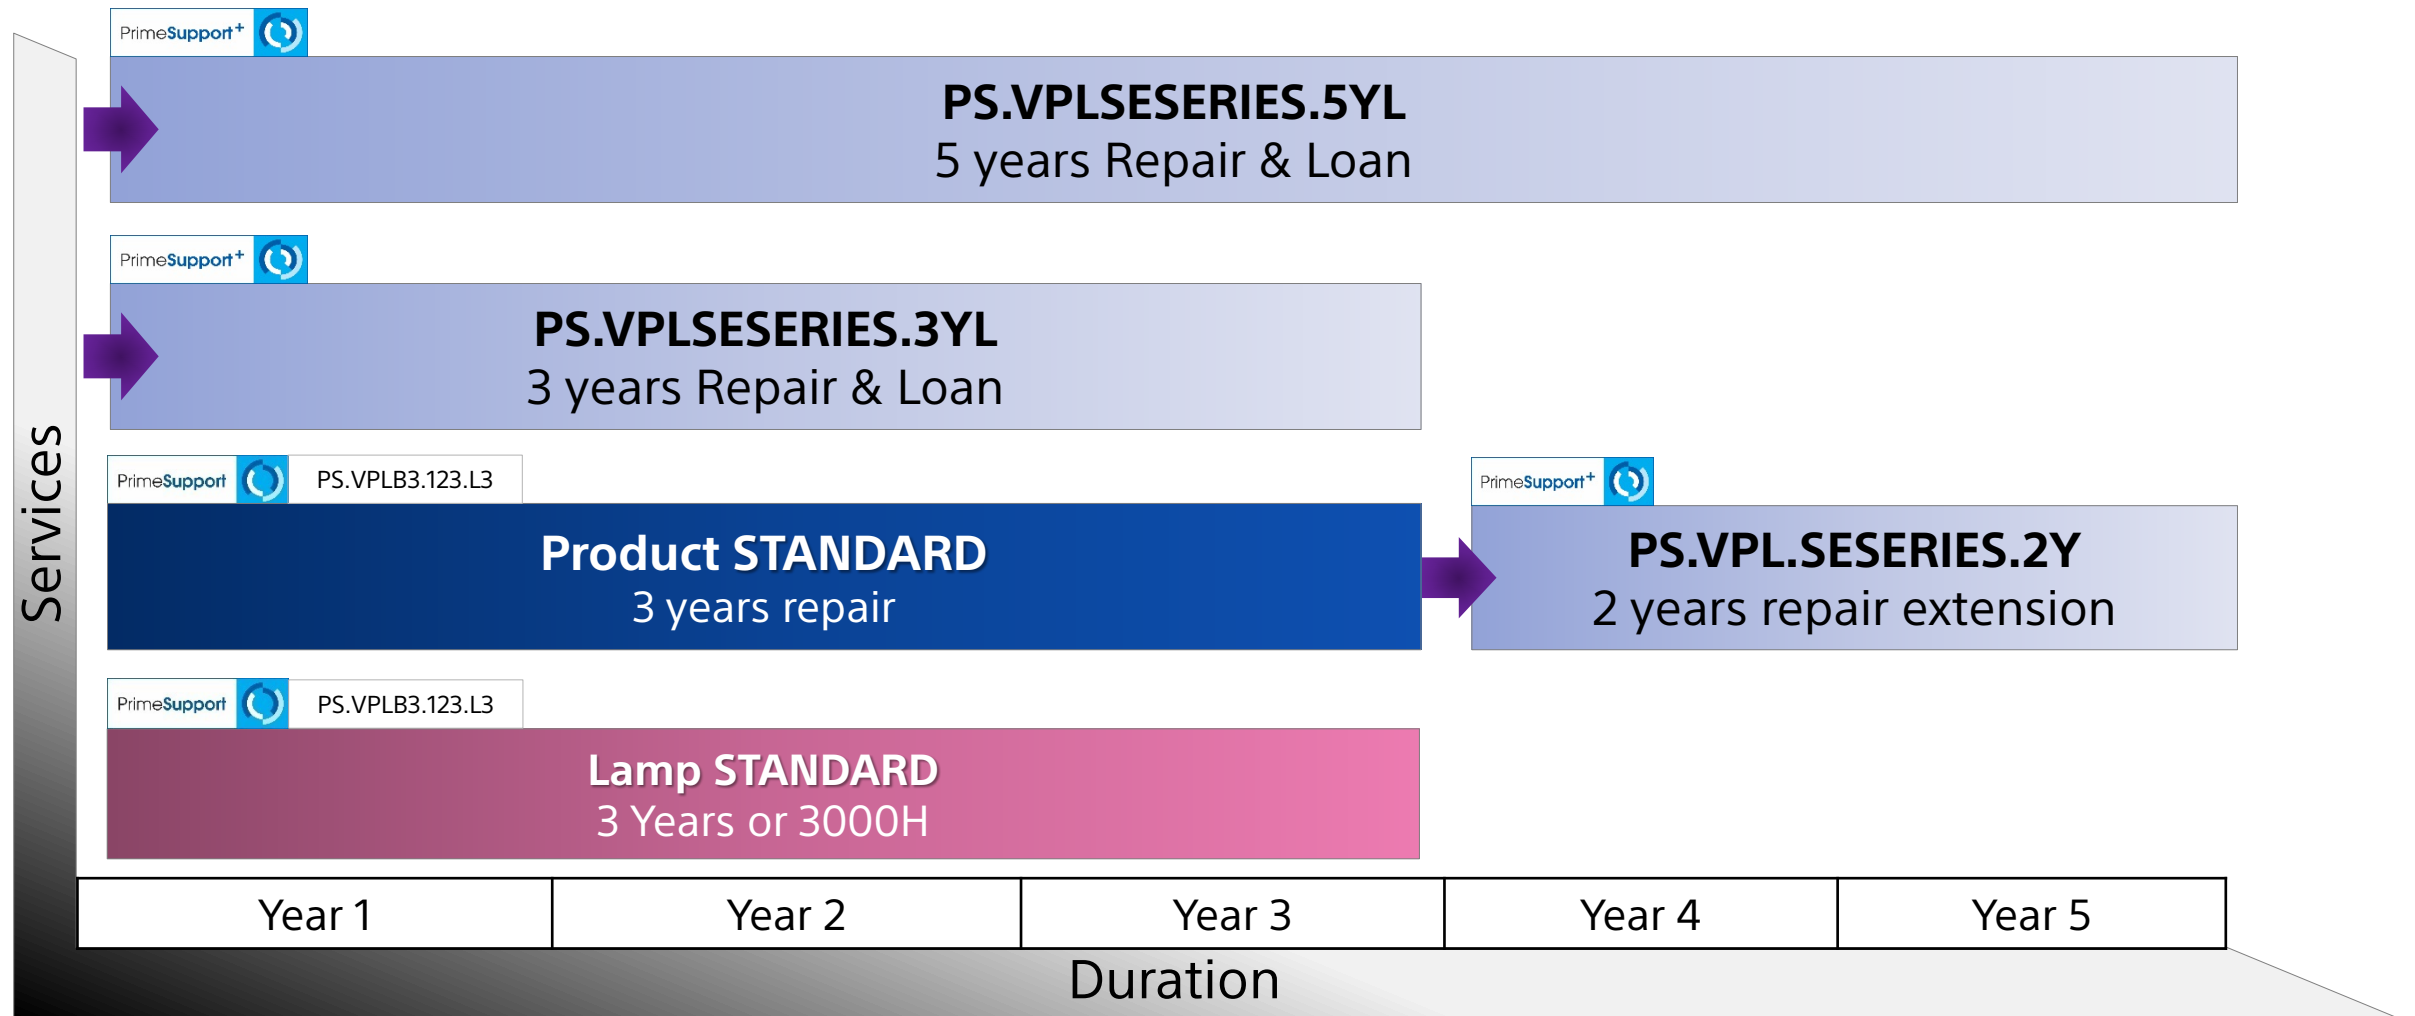 PrimeSupport+
PS.VPLSESERIES.5YL
5 years Repair & Loan
PrimeSupport+
PS.VPLSESERIES.3YL
3 years Repair & Loan
Services
PrimeSupport PS.VPLB3.123.L3
Product STANDARD
3 years repair
PrimeSupport+
PS.VPL.SESERIES.2Y
2 years repair extension
PrimeSupport PS.VPLB3.123.L3
Lamp STANDARD
3 Years or 3000H
Year 1 Year 2 Year 3 Year 4 Year 5
Duration